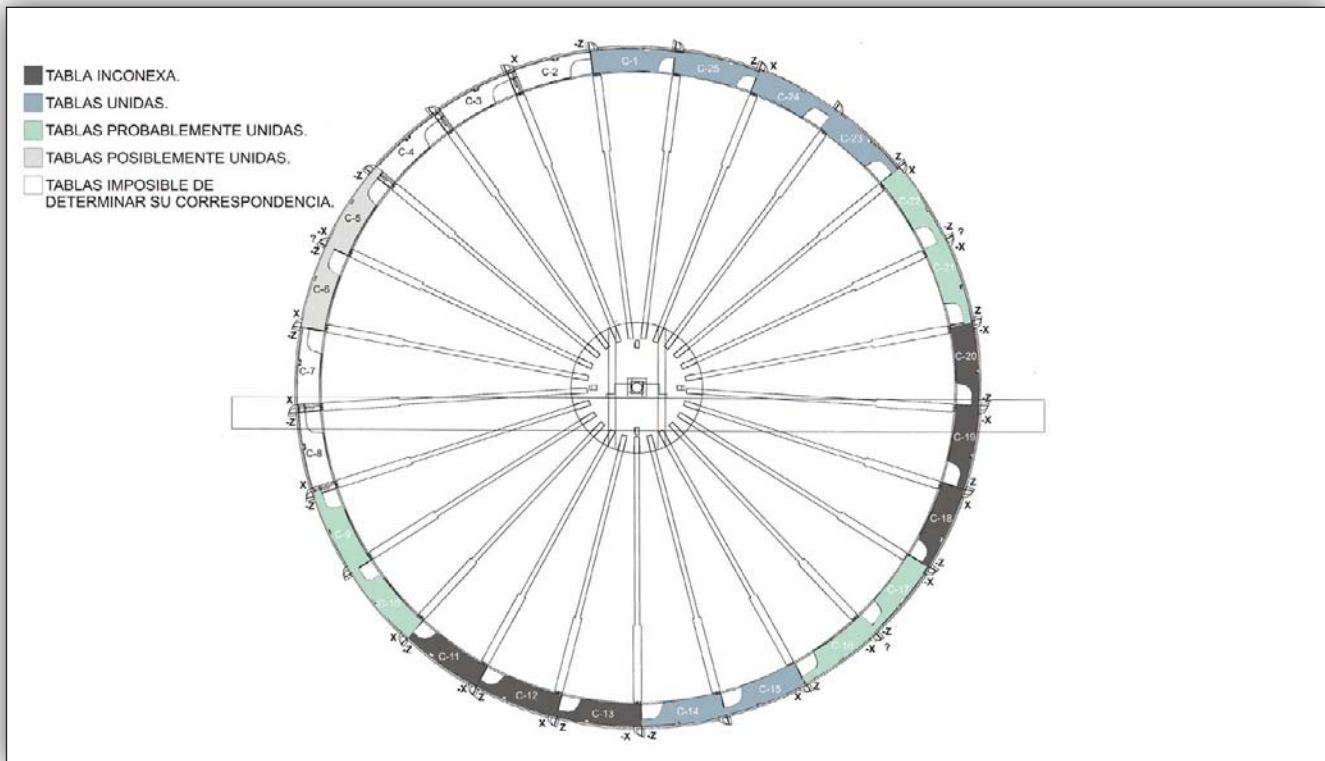 TABLA INCONEXA.
TABLAS UNIDAS.
TABLAS PROBABLEMENTE UNIDAS.
TABLAS POSIBLEMENTE UNIDAS.
TABLAS IMPOSIBLE DE
DETERMINAR SU CORRESPONDENCIA.
-Z
C-1
C-25
Z
X
C-24
C-23
Z
X
C-22
-Z
?
-X
C-21
Z
-X
C-20
-Z
-X
C-19
Z
X
C-18
-Z
-X
C-17
-Z
?
-X
C-16
Z
X
C-15
C-14
-Z
-X
C-13
Z
X
C-12
Z
-X
C-11
-Z
X
C-10
C-9
-Z
X
C-8
-Z
X
C-7
-Z
X
C-6
-Z
?
-X
C-5
-Z
C-4
C-3
X
C-2